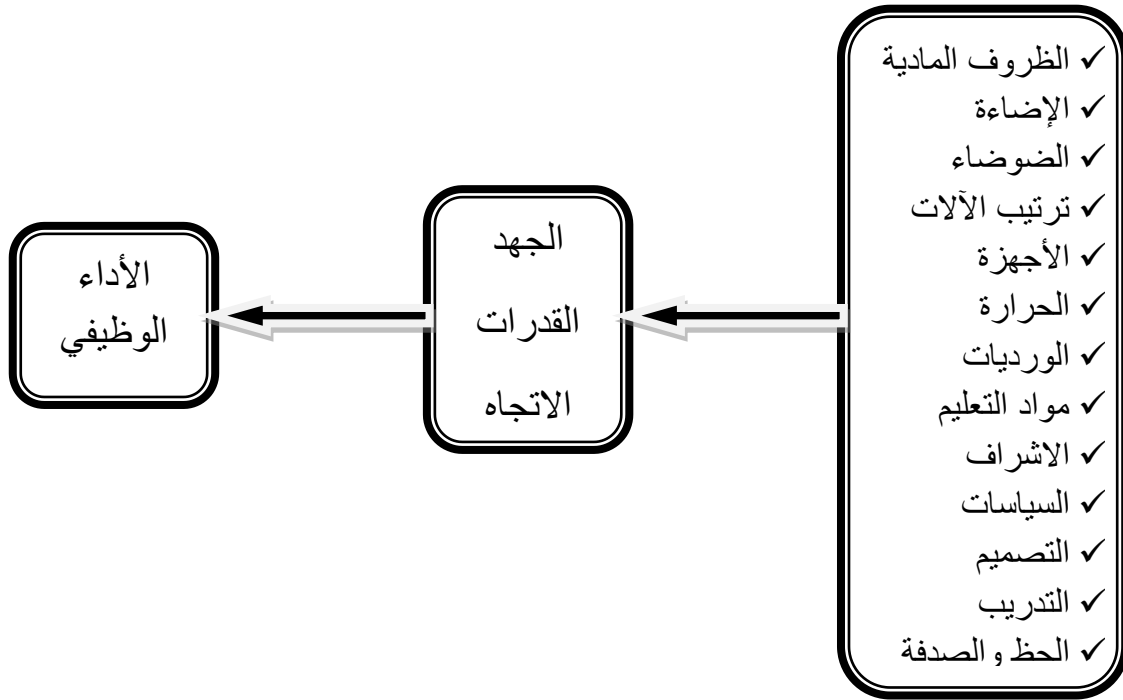 ✓ الظروف المادية
✓ الإضاءة
✓ الضوضاء
✓ ترتيب الآلات
✓ الأجهزة
✓ الحرارة
✓ الورديات
✓ مواد التعليم
✓ الاشراف
✓ السياسات
✓ التصميم
✓ التدريب
✓ الحظ والصدفة
الجهد
القدرات
الاتجاه
الأداء
الوظيفي